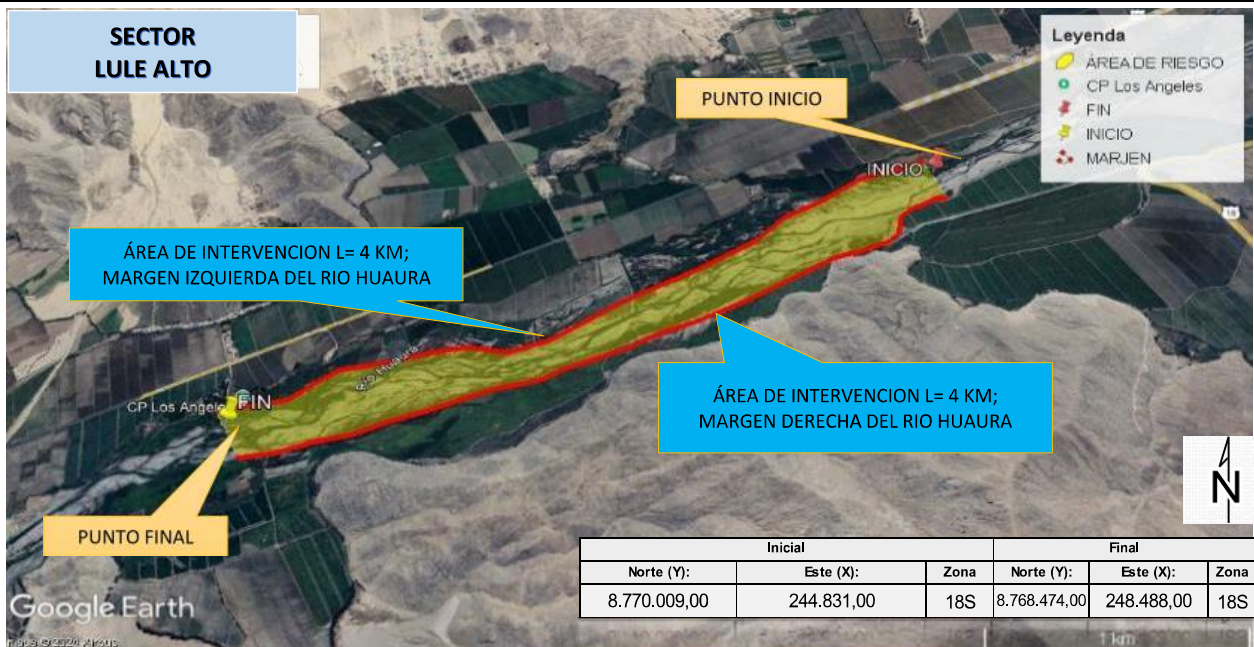 SECTOR
LULE ALTO
Leyenda
ÁREA DE RIESGO
CP Los Angeles
FIN
INICIO
MARJEN
PUNTO INICIO
INICIO
18
ÁREA DE INTERVENCION L= 4 KM;
MARGEN IZQUIERDA DEL RIO HUAURA
Rio Huaura
ÁREA DE INTERVENCION L= 4 KM;
MARGEN DERECHA DEL RIO HUAURA
CP Los Angele
FIN
PUNTO FINAL
N
Inicial Final
Norte (Y): Este (X): Zona Norte (Y): Este (X): Zona
8.770.009,00 244.831,00 18S 8.768.474,00 248.488,00 18S
Google Earth
1 km